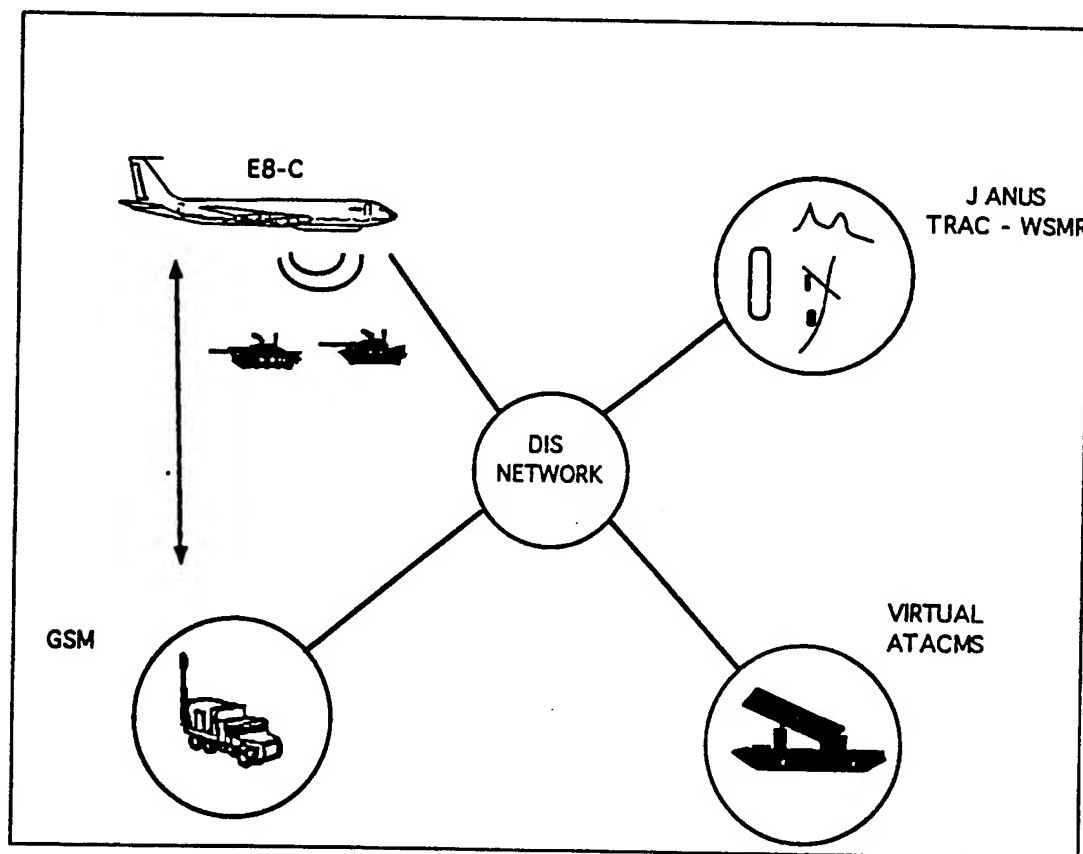 E8-C
J ANUS
TRAC - WSMR
DIS
NETWORK
GSM
VIRTUAL
ATACMS